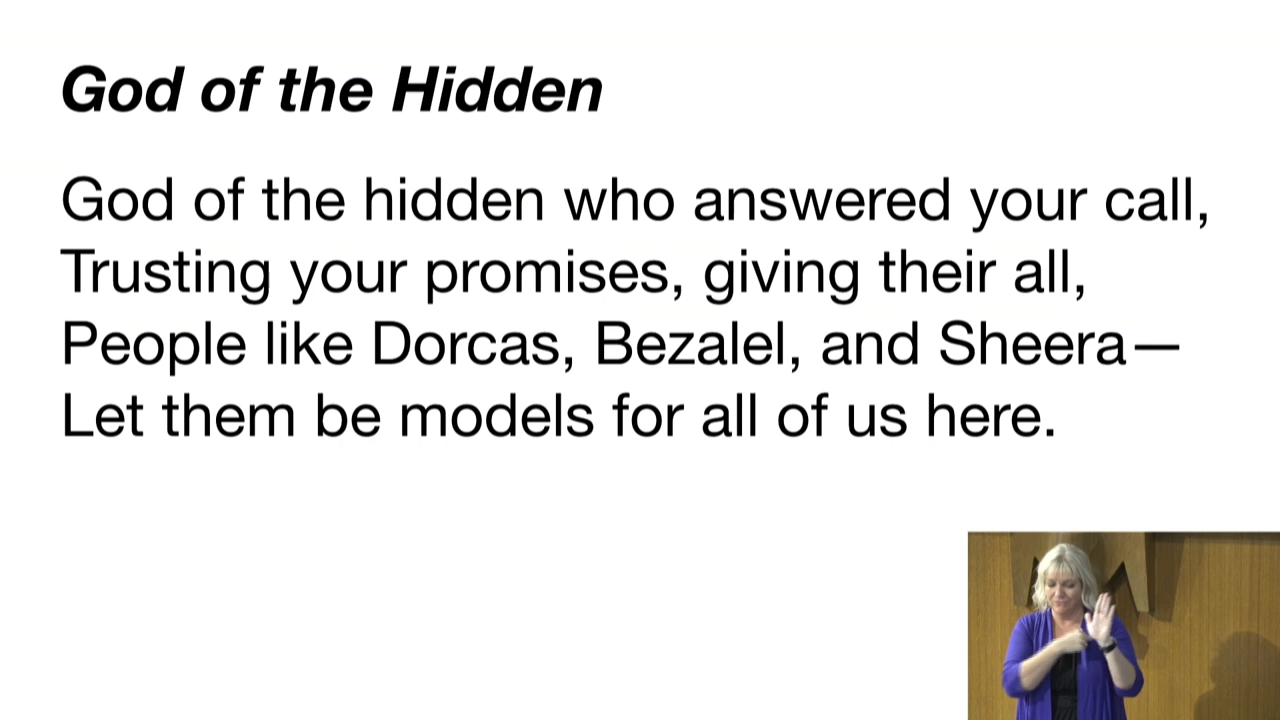 God of the Hidden
God of the hidden who answered your call,
Trusting your promises, giving their all,
People like Dorcas, Bezalel, and Sheera—
Let them be models for all of us here.